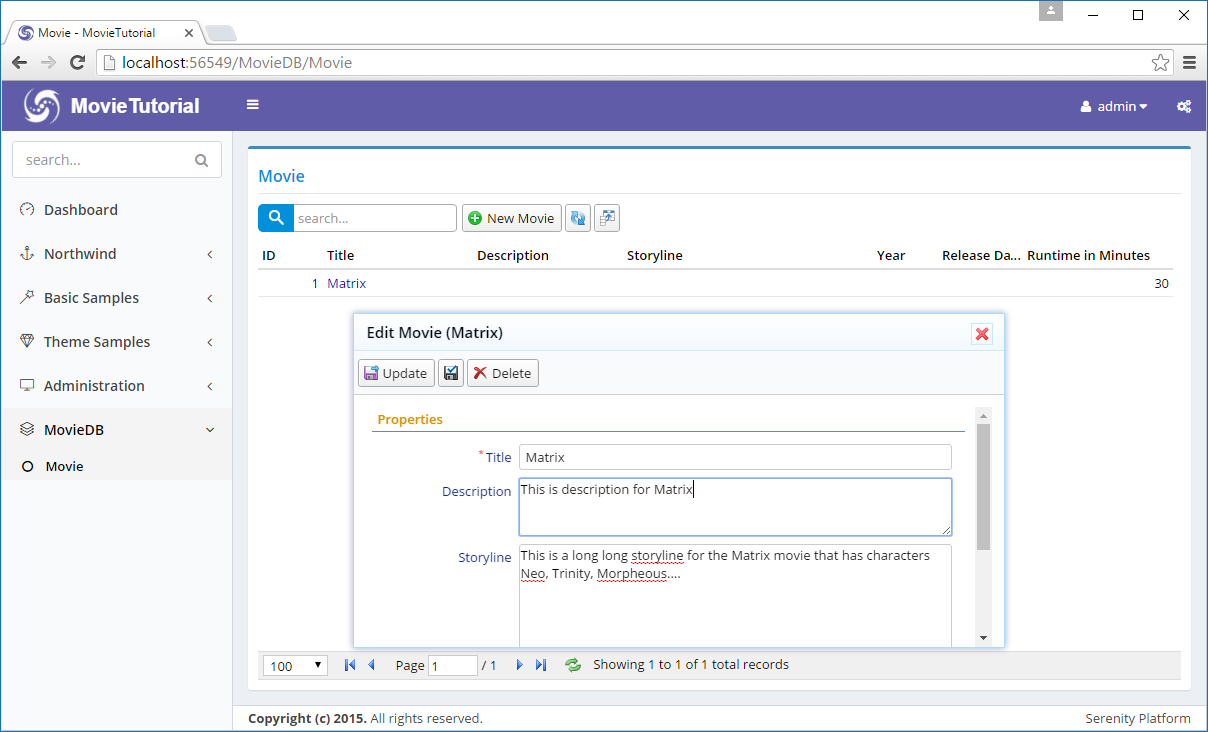 Movie - MovieTutorial
localhost:56549/MovieDB/Movie
MovieTutorial
admin
search...
Dashboard
Northwind
Basic Samples
Theme Samples
Administration
MovieDB
Movie
Movie
search...
New Movie
ID Title Description Storyline Year Release Da... Runtime in Minutes
1 Matrix 30
Edit Movie (Matrix)
Update Delete
Properties
*Title Matrix
Description This is description for Matrix
Storyline This is a long long storyline for the Matrix movie that has characters
Neo, Trinity, Morpheous....
100 Page 1 / 1 Showing 1 to 1 of 1 total records
Copyright (c) 2015. All rights reserved. Serenity Platform